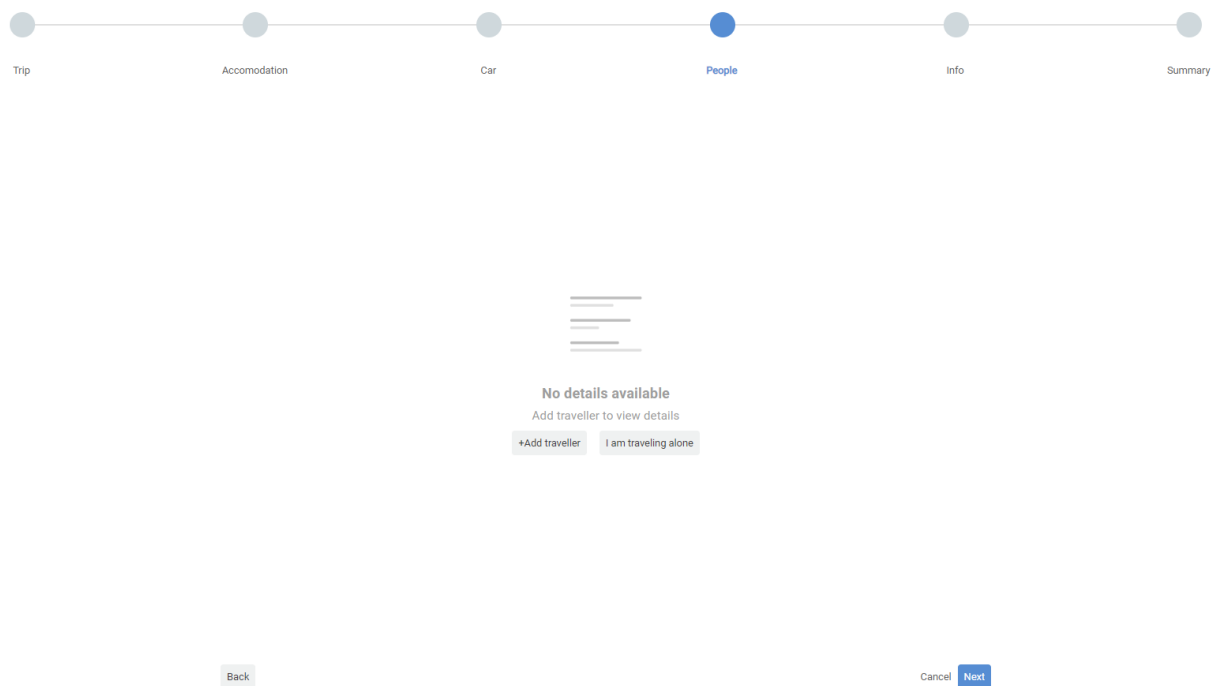 Trip
Accomodation
Car
People
Info
Summary
No details available
Add traveller to view details
+Add traveller
I am traveling alone
Back
Cancel
Next